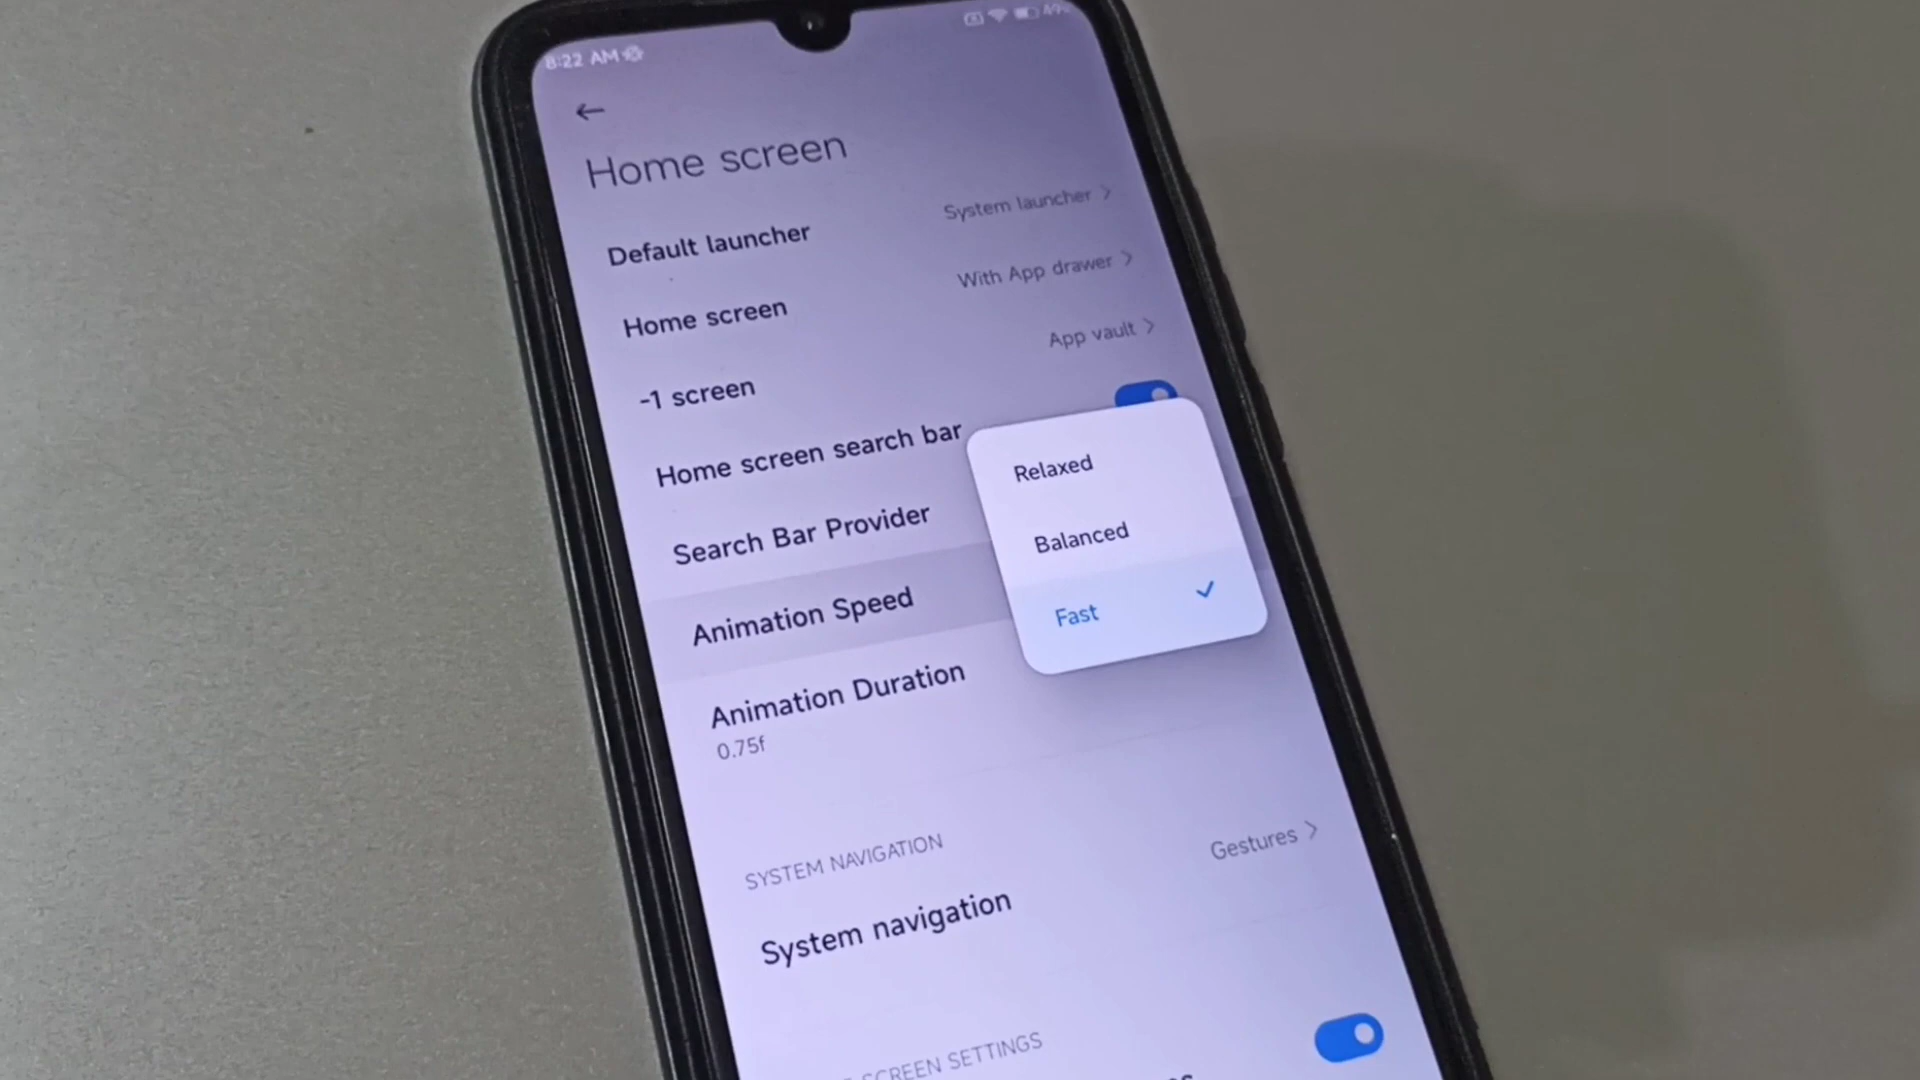 8:22 AM
49%
Home screen
Default launcher
System launcher
Home screen
With App drawer
-1 screen
App vault
Home screen search bar
Search Bar Provider
Animation Speed
Relaxed
Balanced
Fast
Animation Duration
0.75f
SYSTEM NAVIGATION
System navigation
Gestures
SCREEN SETTINGS